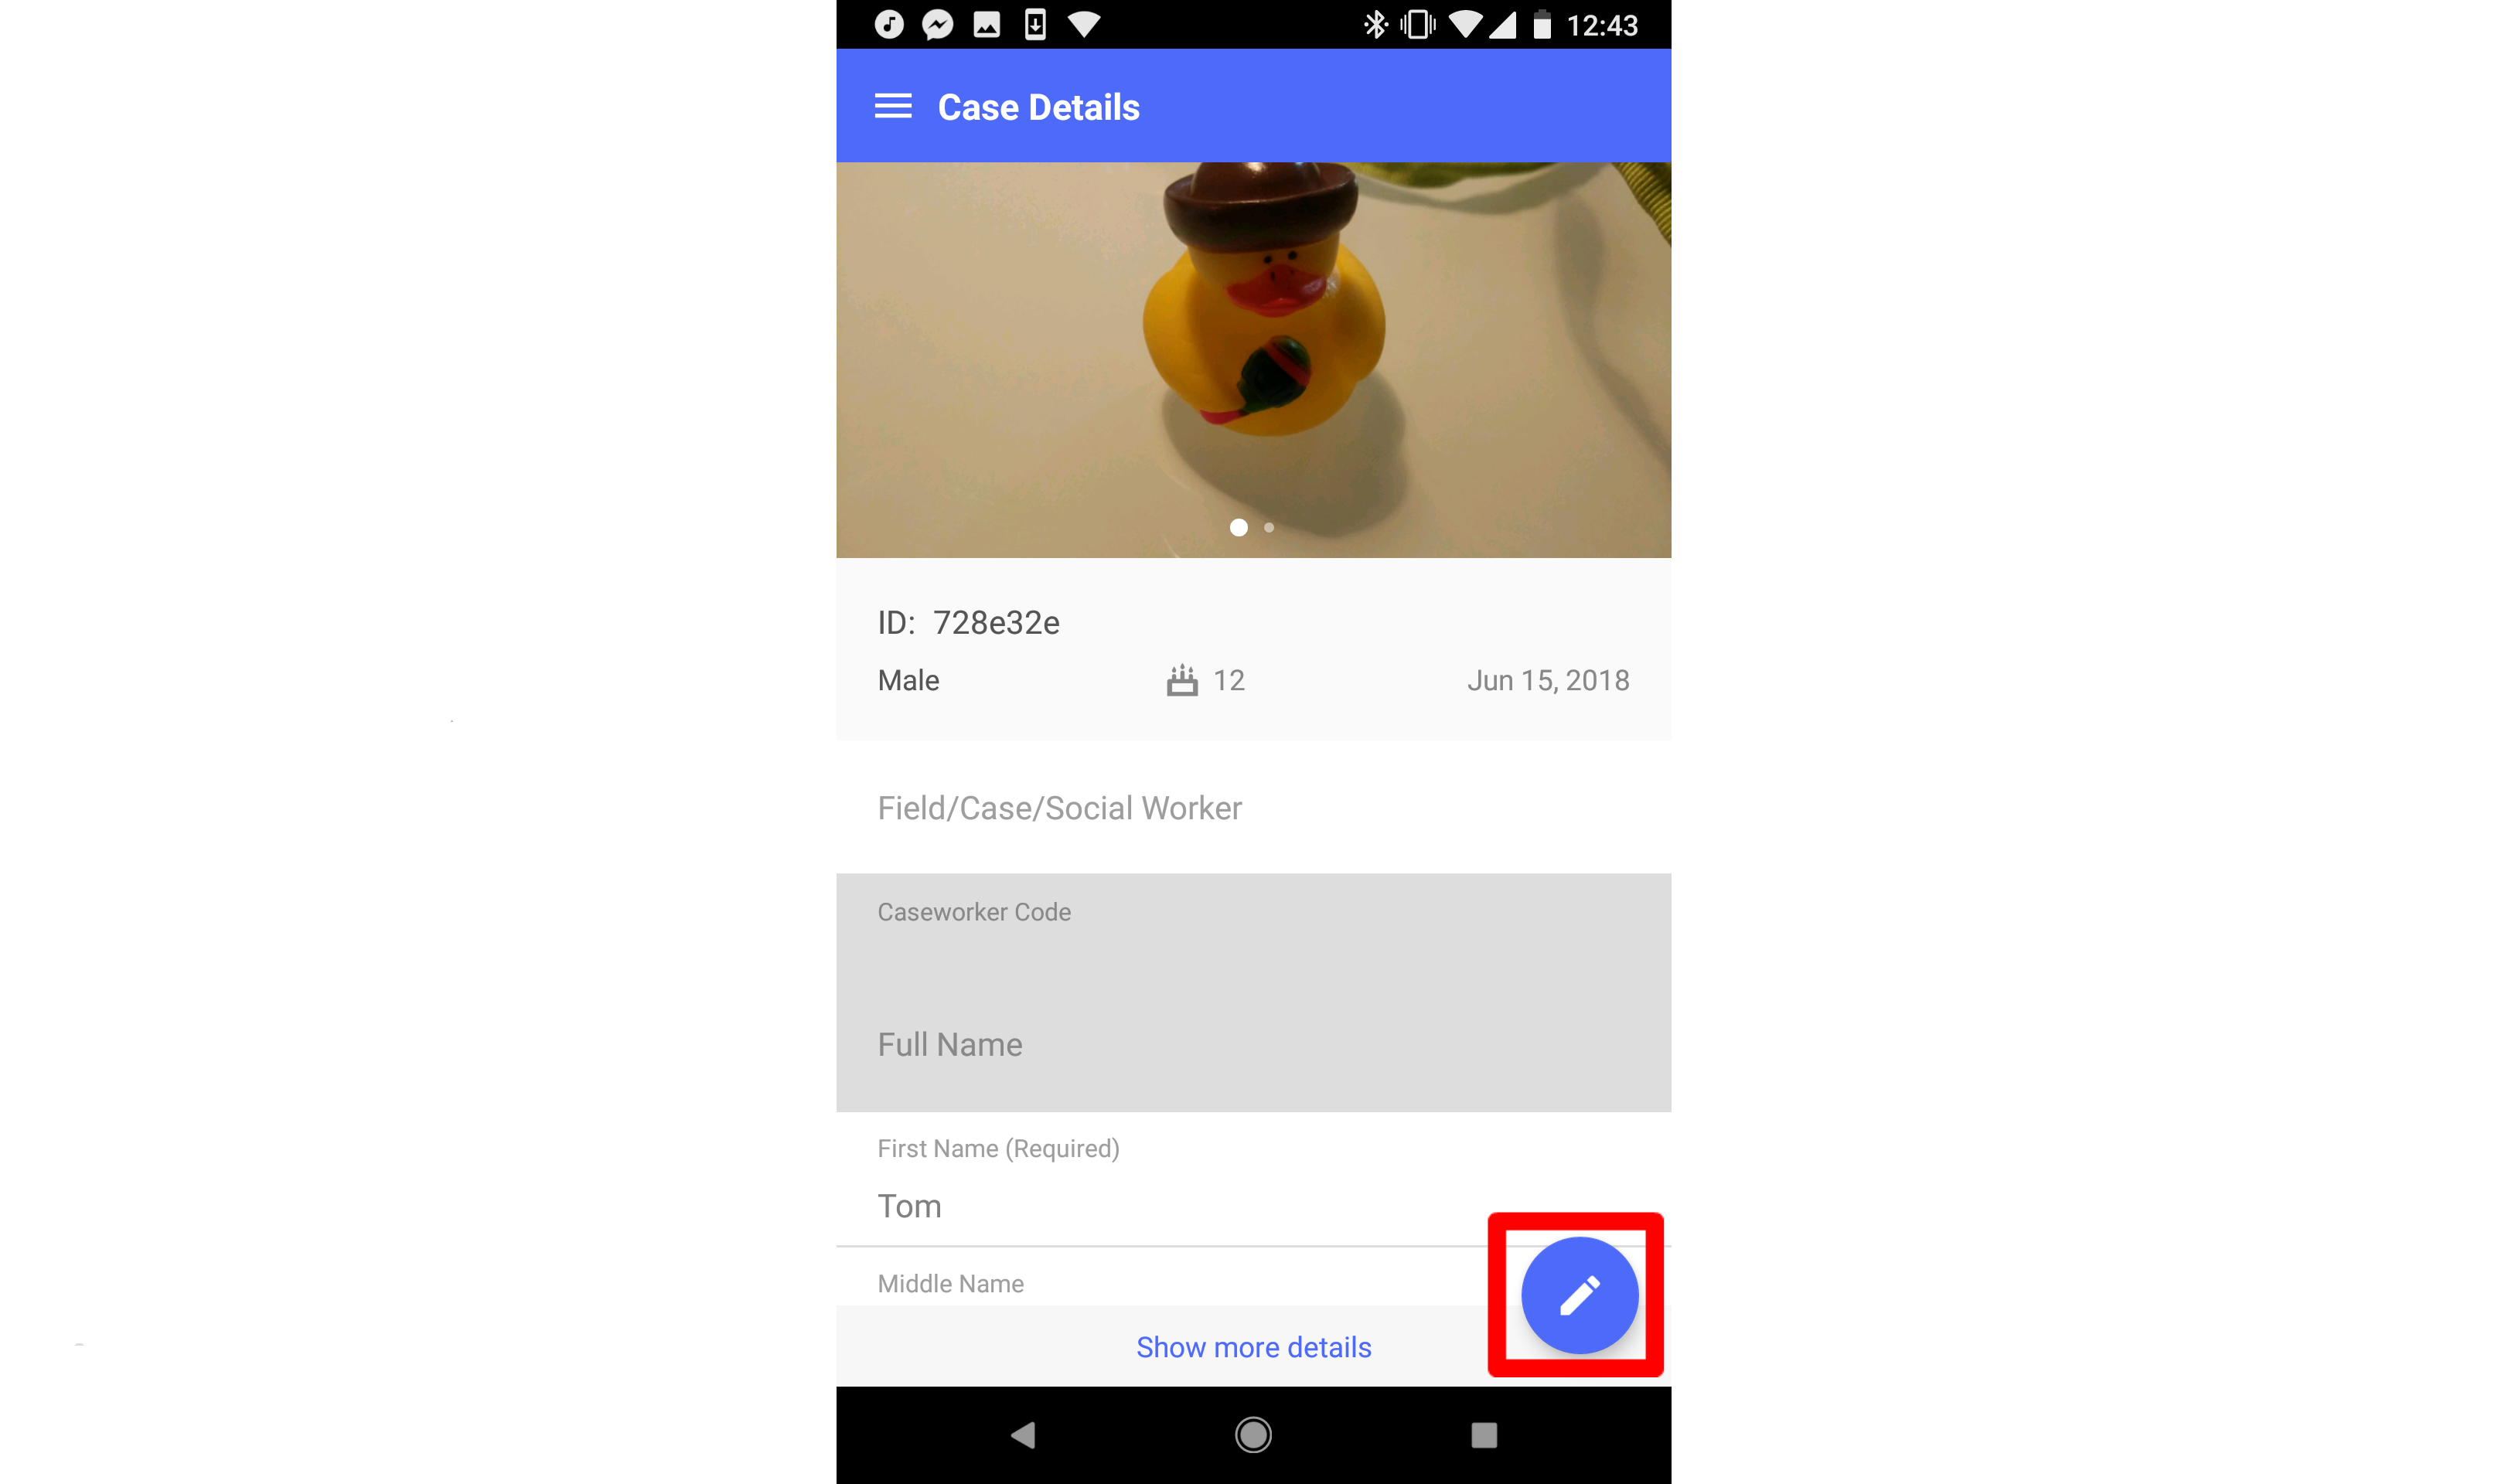 12:43
Case Details
ID: 728e32e
Male 12 Jun 15, 2018
Field/Case/Social Worker
Caseworker Code
Full Name
First Name (Required)
Tom
Middle Name
Show more details